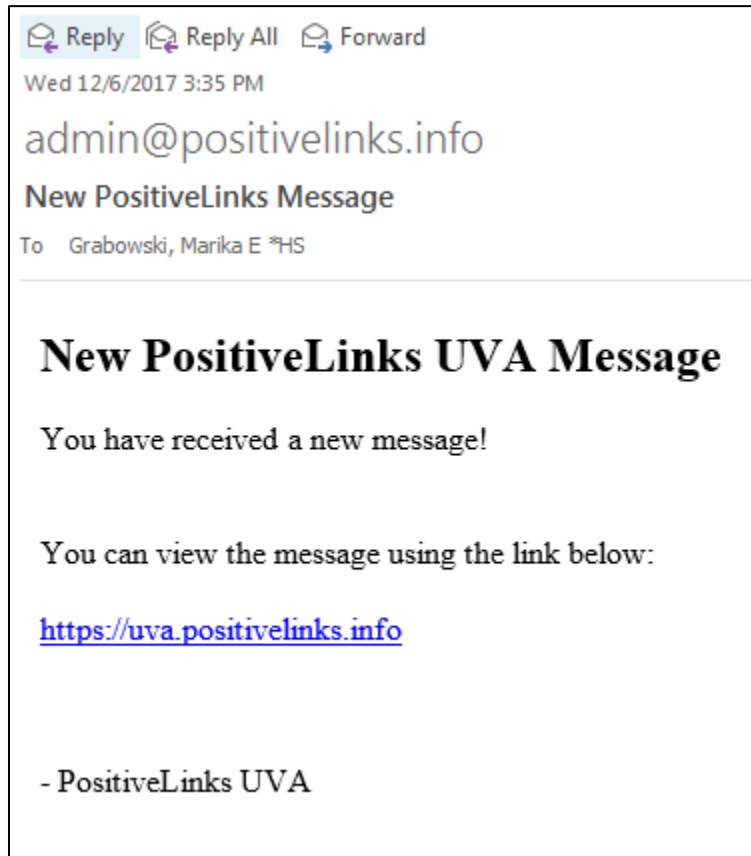 Reply Reply All Forward
Wed 12/6/2017 3:35 PM
admin@positivelinks.info
New PositiveLinks Message
To Grabowski, Marika E *HS
New PositiveLinks UVA Message
You have received a new message!
You can view the message using the link below:
https://uva.positivelinks.info
- PositiveLinks UVA